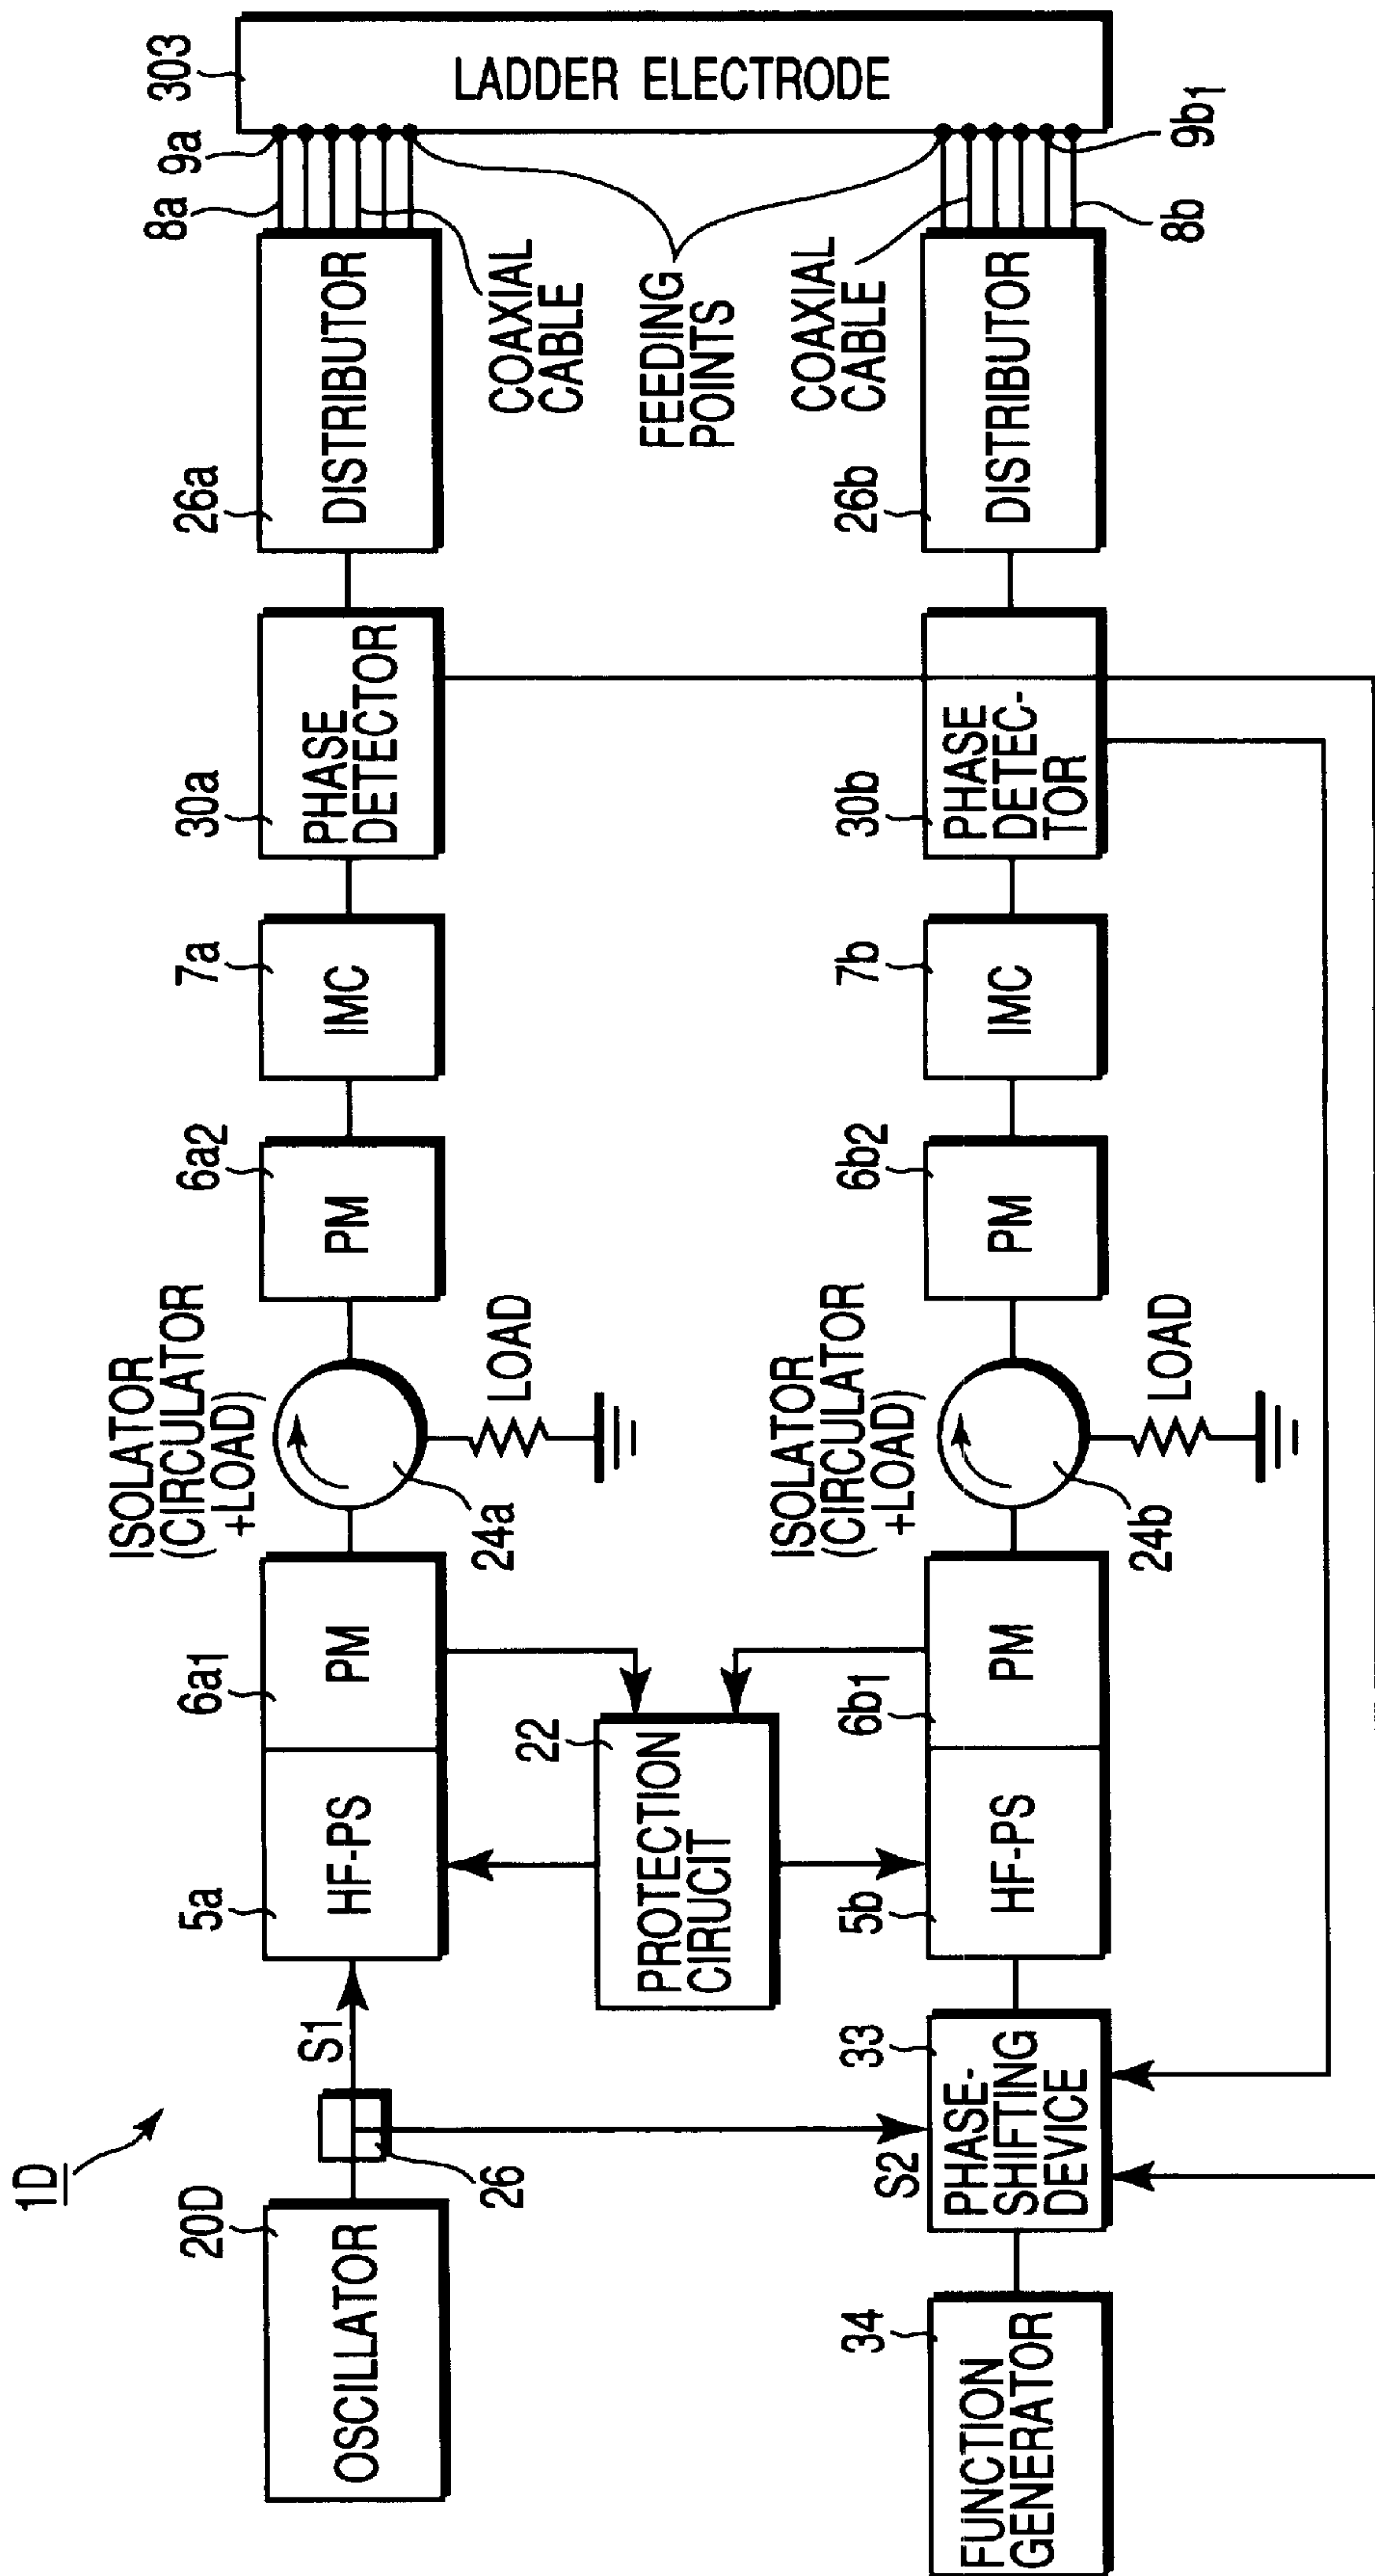 1D
20D
OSCILLATOR
26
S1
S2
5a
HF-PS
6a1
PM
ISOLATOR
(CIRCULATOR
+LOAD)
24a
LOAD
6a2
PM
7a
IMC
30a
PHASE
DETECTOR
26a
DISTRIBUTOR
8a
9a
COAXIAL
CABLE
303
LADDER ELECTRODE
FEEDING
POINTS
22
PROTECTION
CIRUCIT
34
FUNCTION
GENERATOR
33
PHASE-
SHIFTING
DEVICE
5b
HF-PS
6b1
PM
ISOLATOR
(CIRCULATOR
+LOAD)
24b
LOAD
6b2
PM
7b
IMC
30b
PHASE
DETEC-
TOR
26b
DISTRIBUTOR
COAXIAL
CABLE
8b
9b1